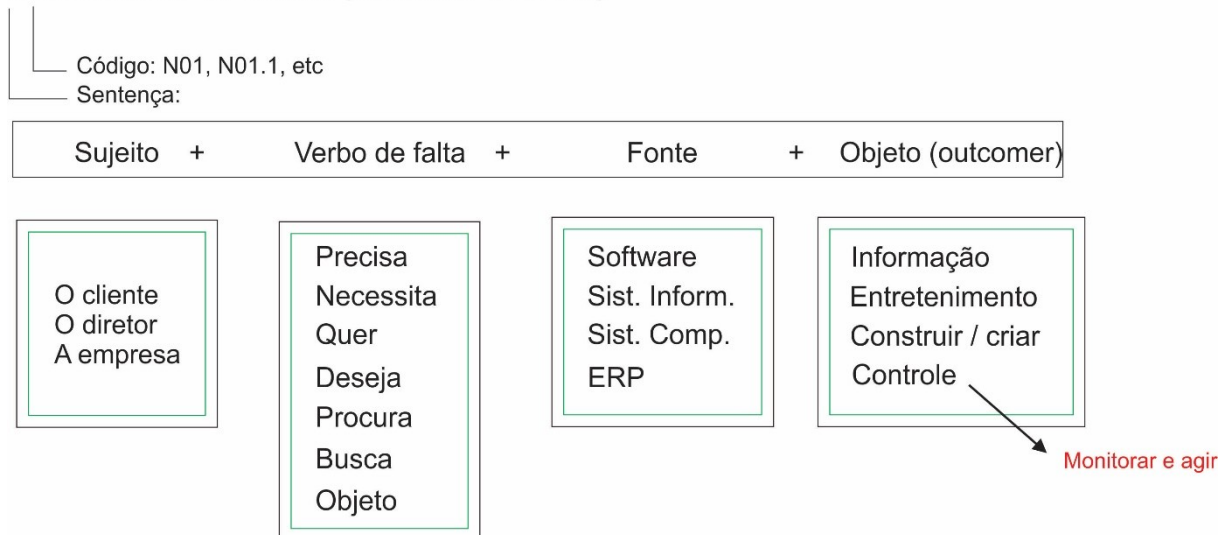 Código: N01, N01.1, etc
Sentença:
Sujeito + Verbo de falta + Fonte + Objeto (outcomer)
O cliente
O diretor
A empresa
Precisa
Necessita
Quer
Deseja
Procura
Busca
Objeto
Software
Sist. Inform.
Sist. Comp.
ERP
Informação
Entretenimento
Construir / criar
Controle
Monitorar e agir